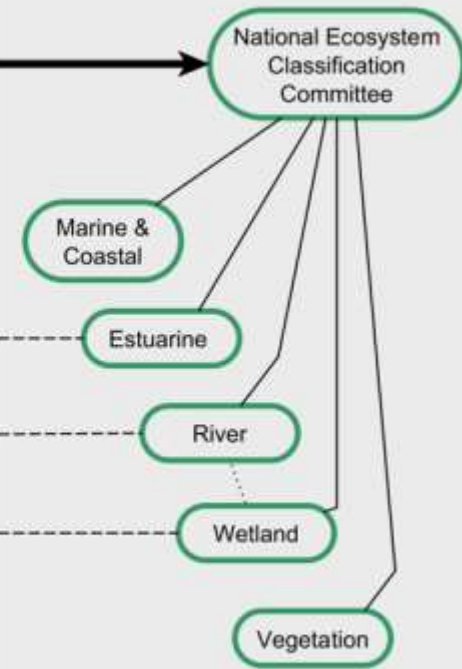 National Ecosystem
Classification
Committee
Marine &
Coastal
Estuarine
River
Wetland
Vegetation